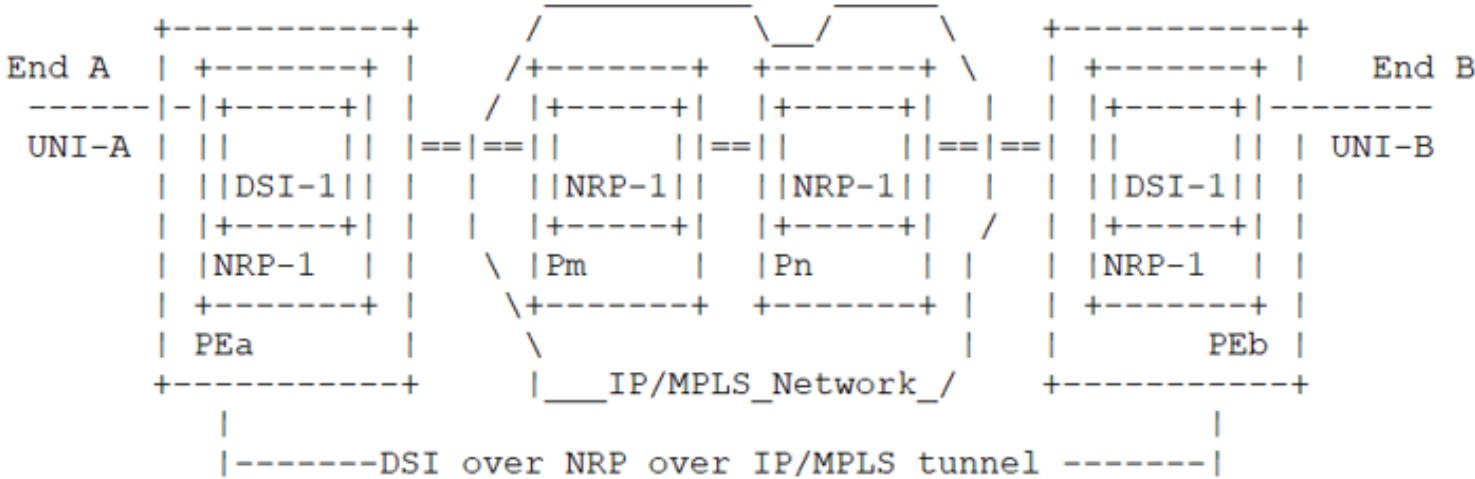 End A End B
UNI-A UNI-B
DSI-1 NRP-1 NRP-1 DSI-1
NRP-1 Pm Pn NRP-1
PEa PEb
IP/MPLS_Network
DSI over NRP over IP/MPLS tunnel